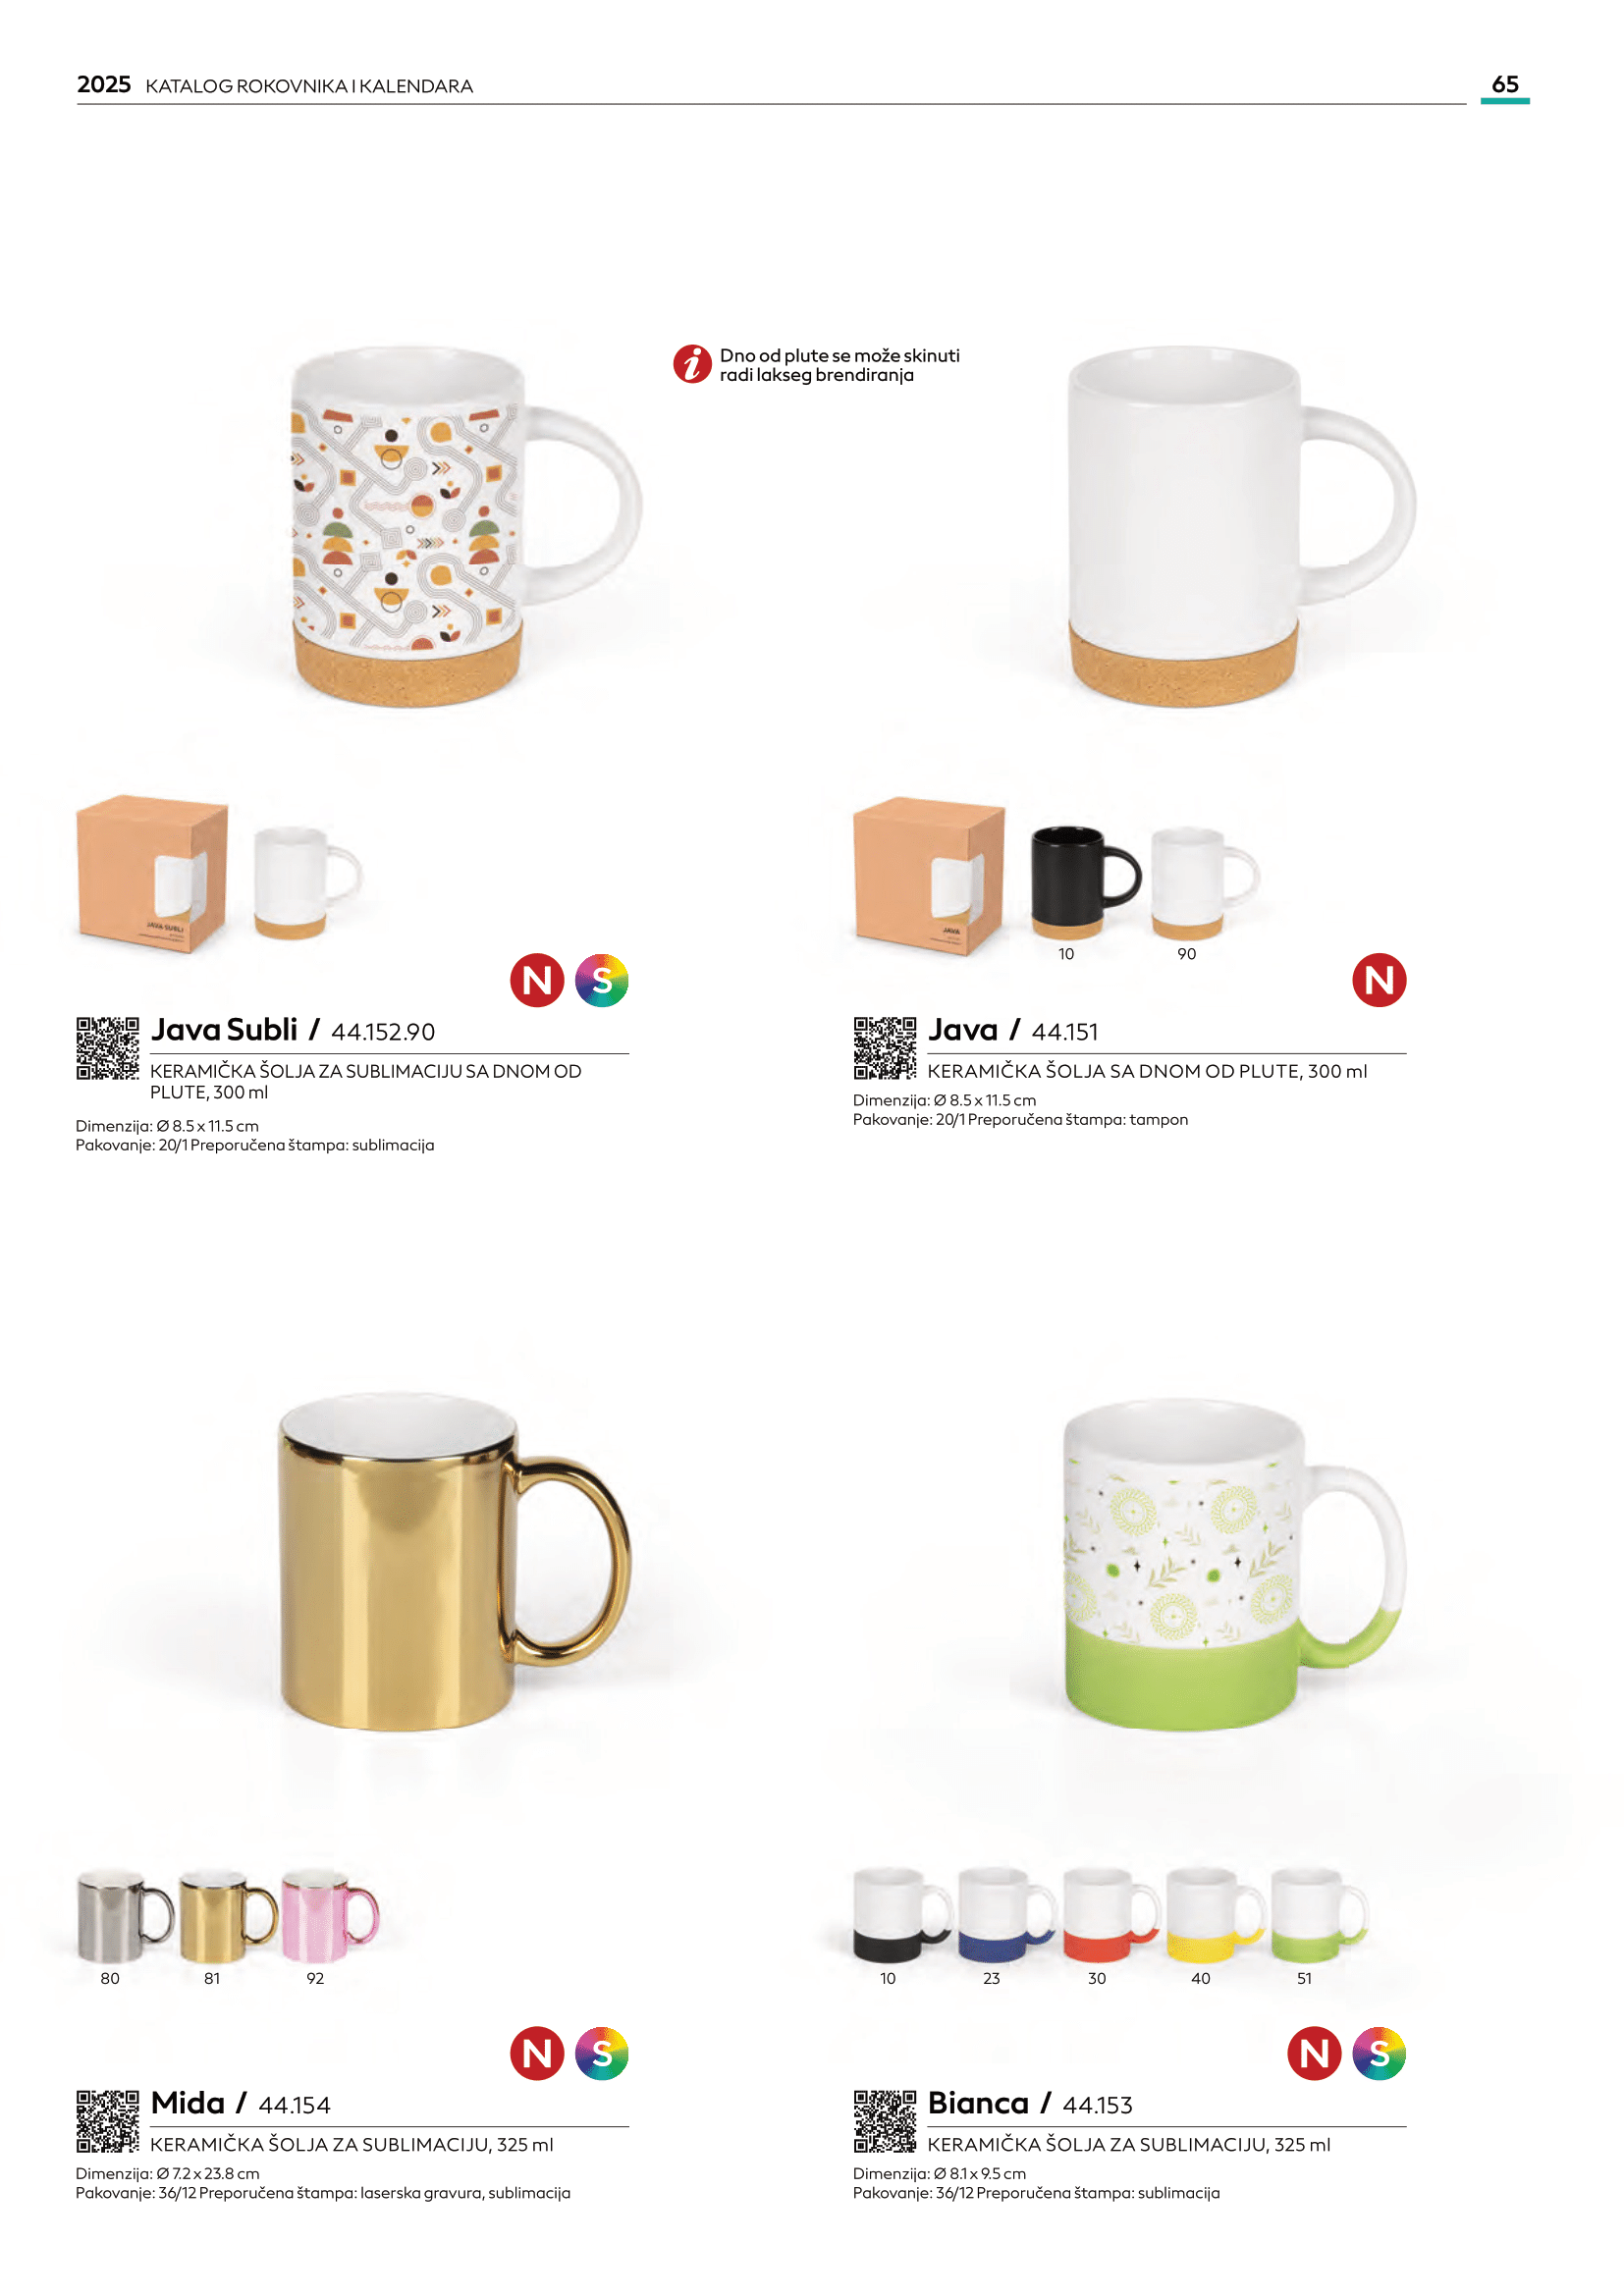 2025 KATALOG ROKOVNIKA I KALENDARA
65
Dno od plute se može skinuti
radi lakseg brendiranja
JAVA SUBLI
N S
Java Subli / 44.152.90
KERAMIČKA ŠOLJA ZA SUBLIMACIJU SA DNOM OD
PLUTE, 300 ml
Dimenzija: Ø 8.5 x 11.5 cm
Pakovanje: 20/1 Preporučena štampa: sublimacija
JAVA
10 90
N
Java / 44.151
KERAMIČKA ŠOLJA SA DNOM OD PLUTE, 300 ml
Dimenzija: Ø 8.5 x 11.5 cm
Pakovanje: 20/1 Preporučena štampa: tampon
80 81 92
N S
Mida / 44.154
KERAMIČKA ŠOLJA ZA SUBLIMACIJU, 325 ml
Dimenzija: Ø 7.2 x 23.8 cm
Pakovanje: 36/12 Preporučena štampa: laserska gravura, sublimacija
10 23 30 40 51
N S
Bianca / 44.153
KERAMIČKA ŠOLJA ZA SUBLIMACIJU, 325 ml
Dimenzija: Ø 8.1 x 9.5 cm
Pakovanje: 36/12 Preporučena štampa: sublimacija